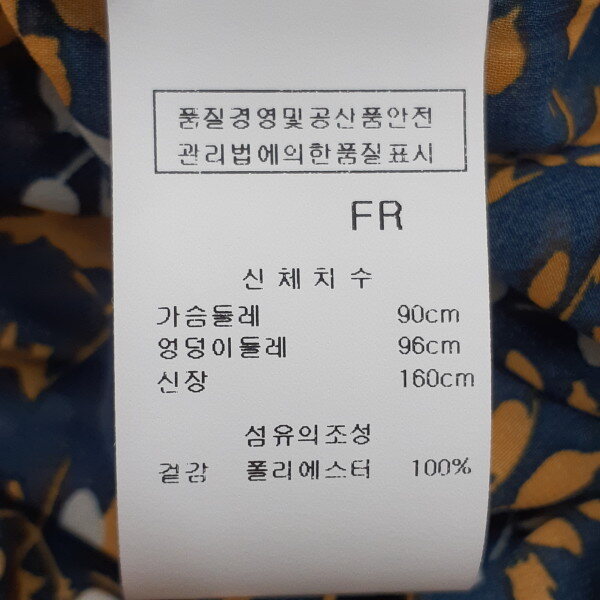 품질경영및공산품안전
관리법에의한품질표시
FR
신체치수
가슴둘레 90cm
엉덩이둘레 96cm
신장 160cm
섬유의조성
겉감 폴리에스터 100%